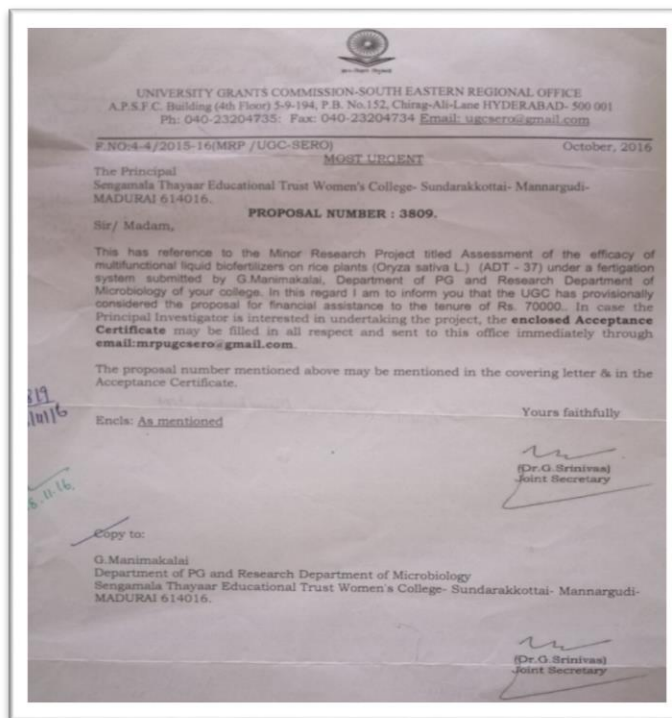 UNIVERSITY GRANTS COMMISSION-SOUTH EASTERN REGIONAL OFFICE
A.P.S.F.C. Building (4th Floor) 5-9-194, P.B. No.152, Chirag-Ali-Lane HYDERABAD- 500 001
Ph: 040-23204735: Fax: 040-23204734 Email: ugcsero@gmail.com
F.NO:4-4/2015-16(MRP /UGC-SERO) October, 2016
MOST URGENT
The Principal
Sengamala Thayaar Educational Trust Women's College- Sundarakkottai- Mannargudi-
MADURAI 614016.
PROPOSAL NUMBER : 3809.
Sir/ Madam,
This has reference to the Minor Research Project titled Assessment of the efficacy of
multifunctional liquid biofertilizers on rice plants (Oryza sativa L.) (ADT - 37) under a fertigation
system submitted by G.Manimakalai, Department of PG and Research Department of
Microbiology of your college. In this regard I am to inform you that the UGC has provisionally
considered the proposal for financial assistance to the tenure of Rs. 70000.. In case the
Principal Investigator is interested in undertaking the project, the enclosed Acceptance
Certificate may be filled in all respect and sent to this office immediately through
email:mrpugcsero@gmail.com.
The proposal number mentioned above may be mentioned in the covering letter & in the
Acceptance Certificate.
Yours faithfully
Encls: As mentioned
(Dr.G.Srinivas)
Joint Secretary
.11.16.
Copy to:
G.Manimakalai
Department of PG and Research Department of Microbiology
Sengamala Thayaar Educational Trust Women's College- Sundarakkottai- Mannargudi-
MADURAI 614016.
(Dr.G.Srinivas)
Joint Secretary